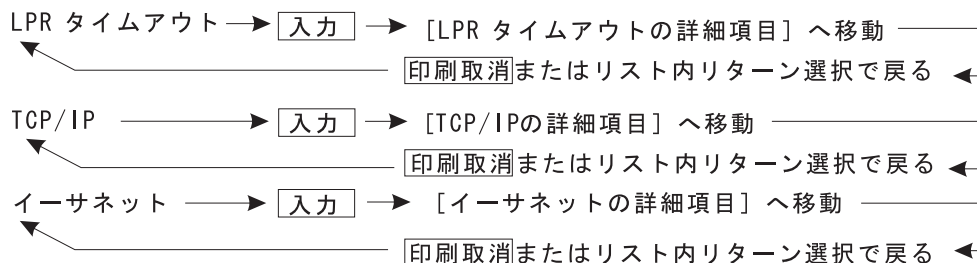 LPR タイムアウト 入力 [LPR タイムアウトの詳細項目] へ移動
印刷取消またはリスト内リターン選択で戻る
TCP/IP 入力 [TCP/IPの詳細項目] へ移動
印刷取消またはリスト内リターン選択で戻る
イーサネット 入力 [イーサネットの詳細項目] へ移動
印刷取消またはリスト内リターン選択で戻る